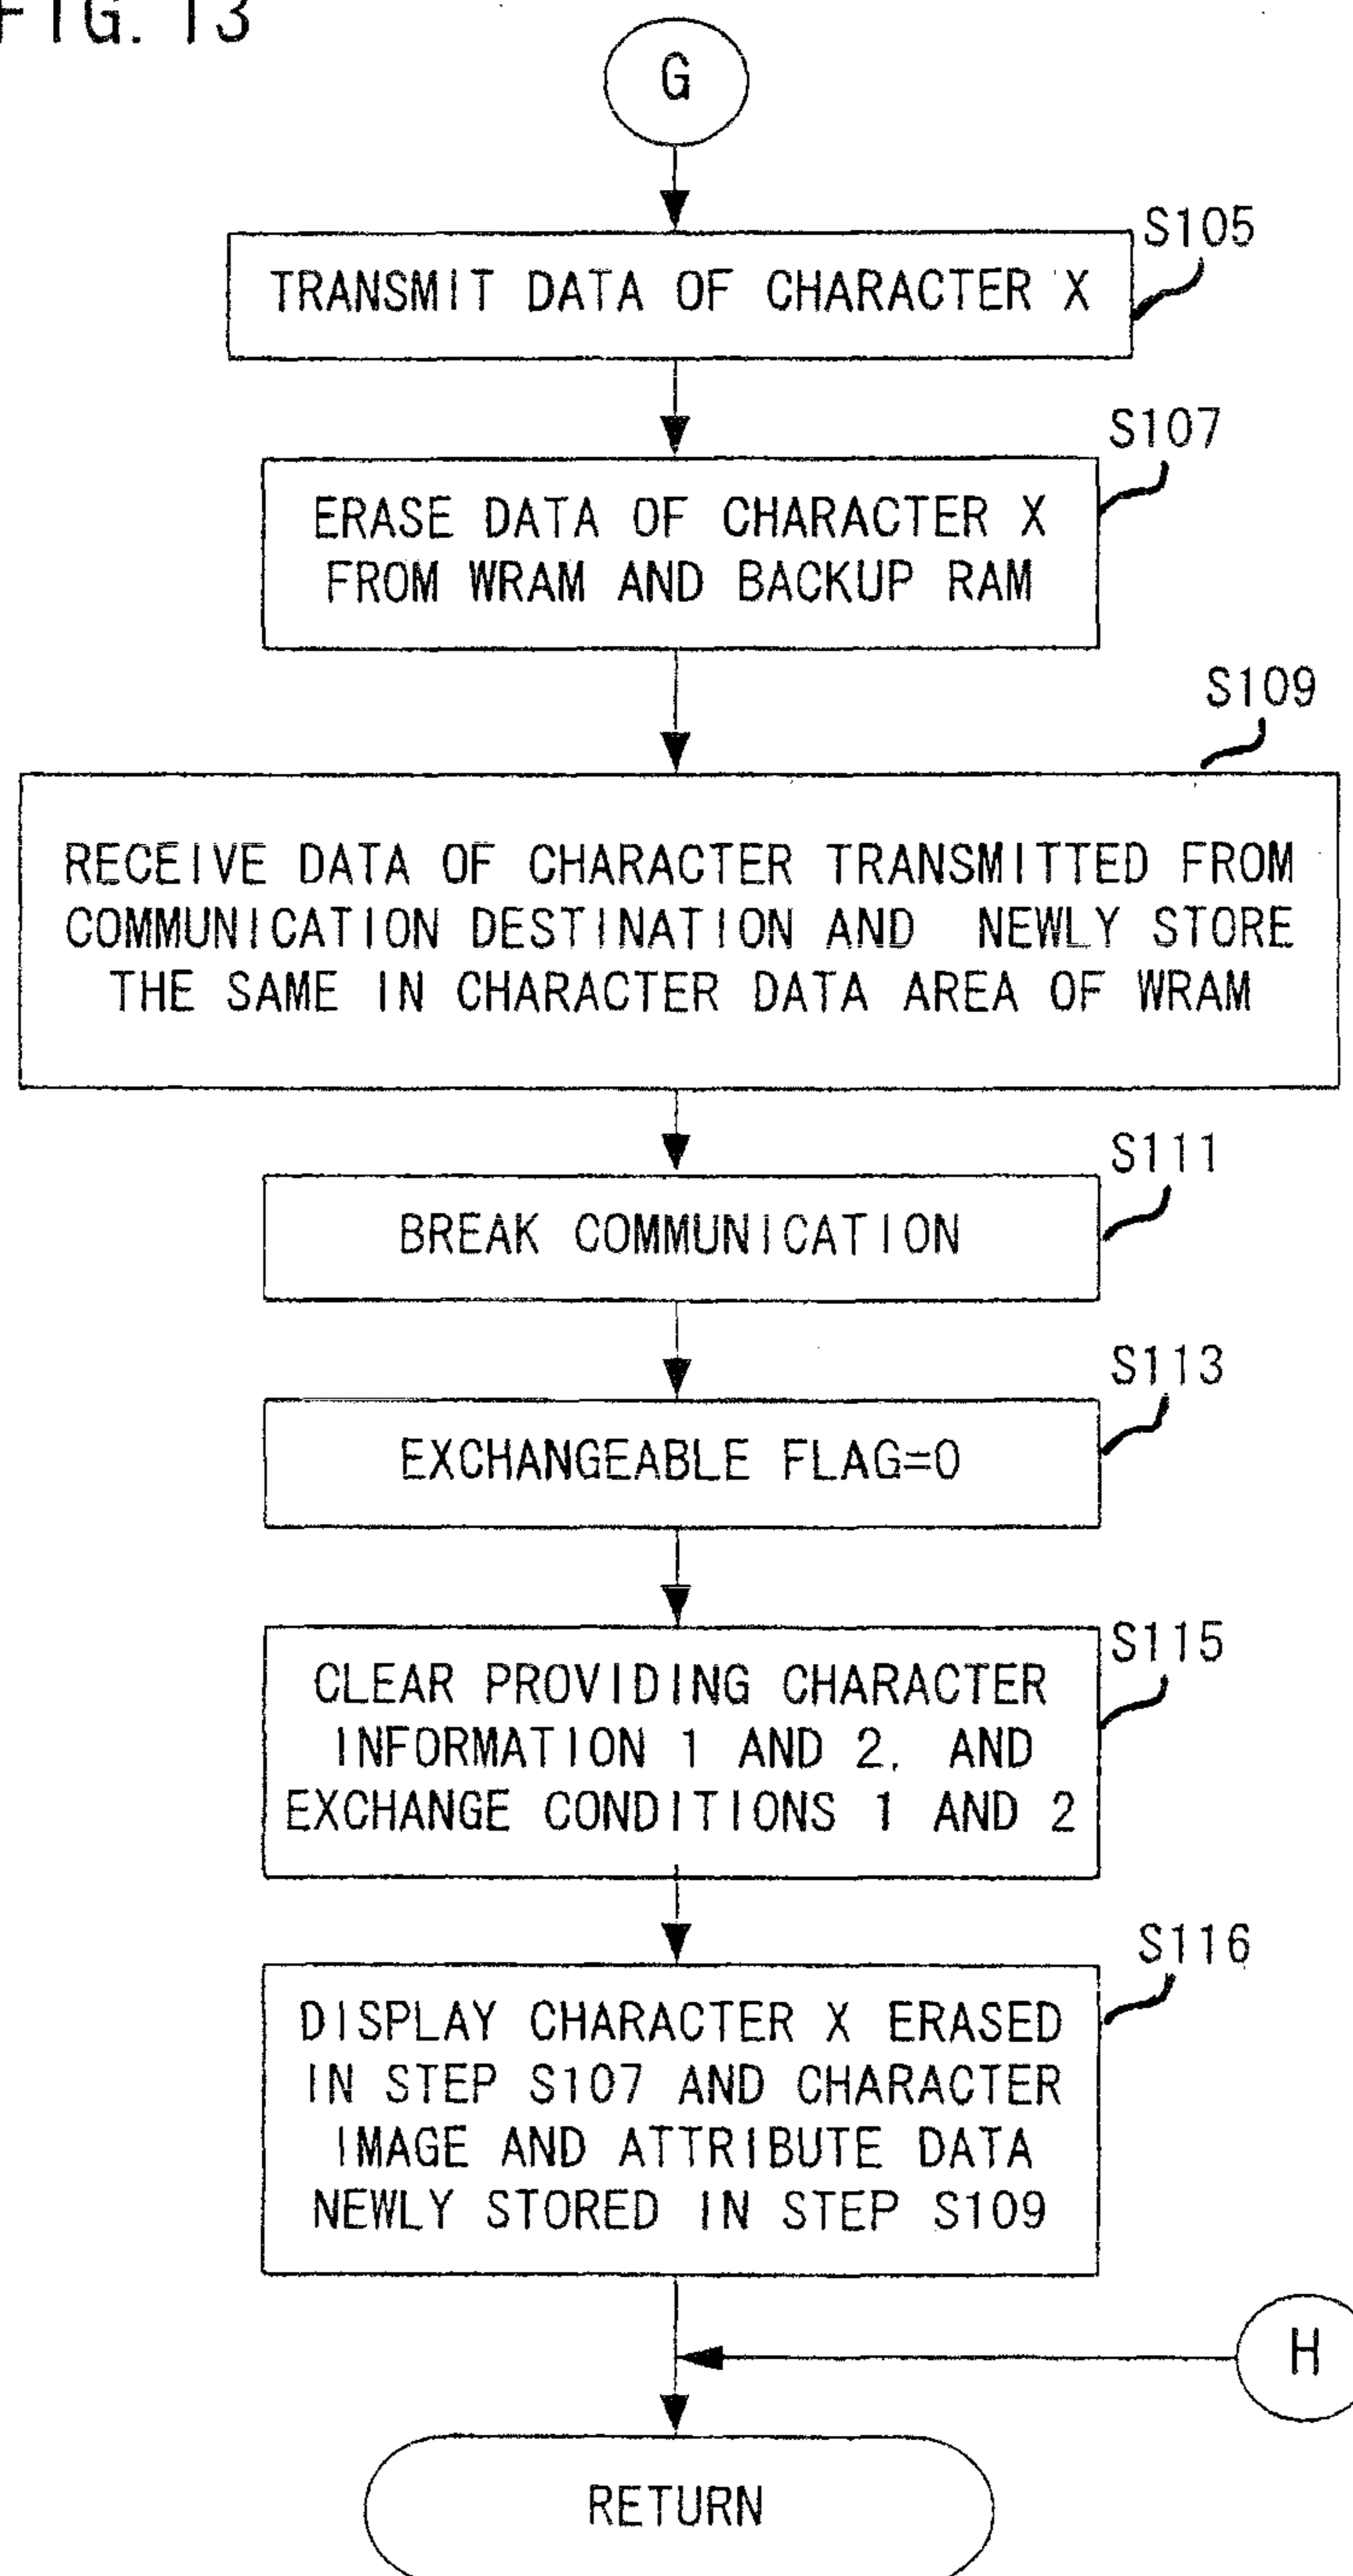 FIG. 13
G
S105
TRANSMIT DATA OF CHARACTER X
S107
ERASE DATA OF CHARACTER X
FROM WRAM AND BACKUP RAM
S109
RECEIVE DATA OF CHARACTER TRANSMITTED FROM
COMMUNICATION DESTINATION AND NEWLY STORE
THE SAME IN CHARACTER DATA AREA OF WRAM
S111
BREAK COMMUNICATION
S113
EXCHANGEABLE FLAG=0
S115
CLEAR PROVIDING CHARACTER
INFORMATION 1 AND 2, AND
EXCHANGE CONDITIONS 1 AND 2
S116
DISPLAY CHARACTER X ERASED
IN STEP S107 AND CHARACTER
IMAGE AND ATTRIBUTE DATA
NEWLY STORED IN STEP S109
H
RETURN